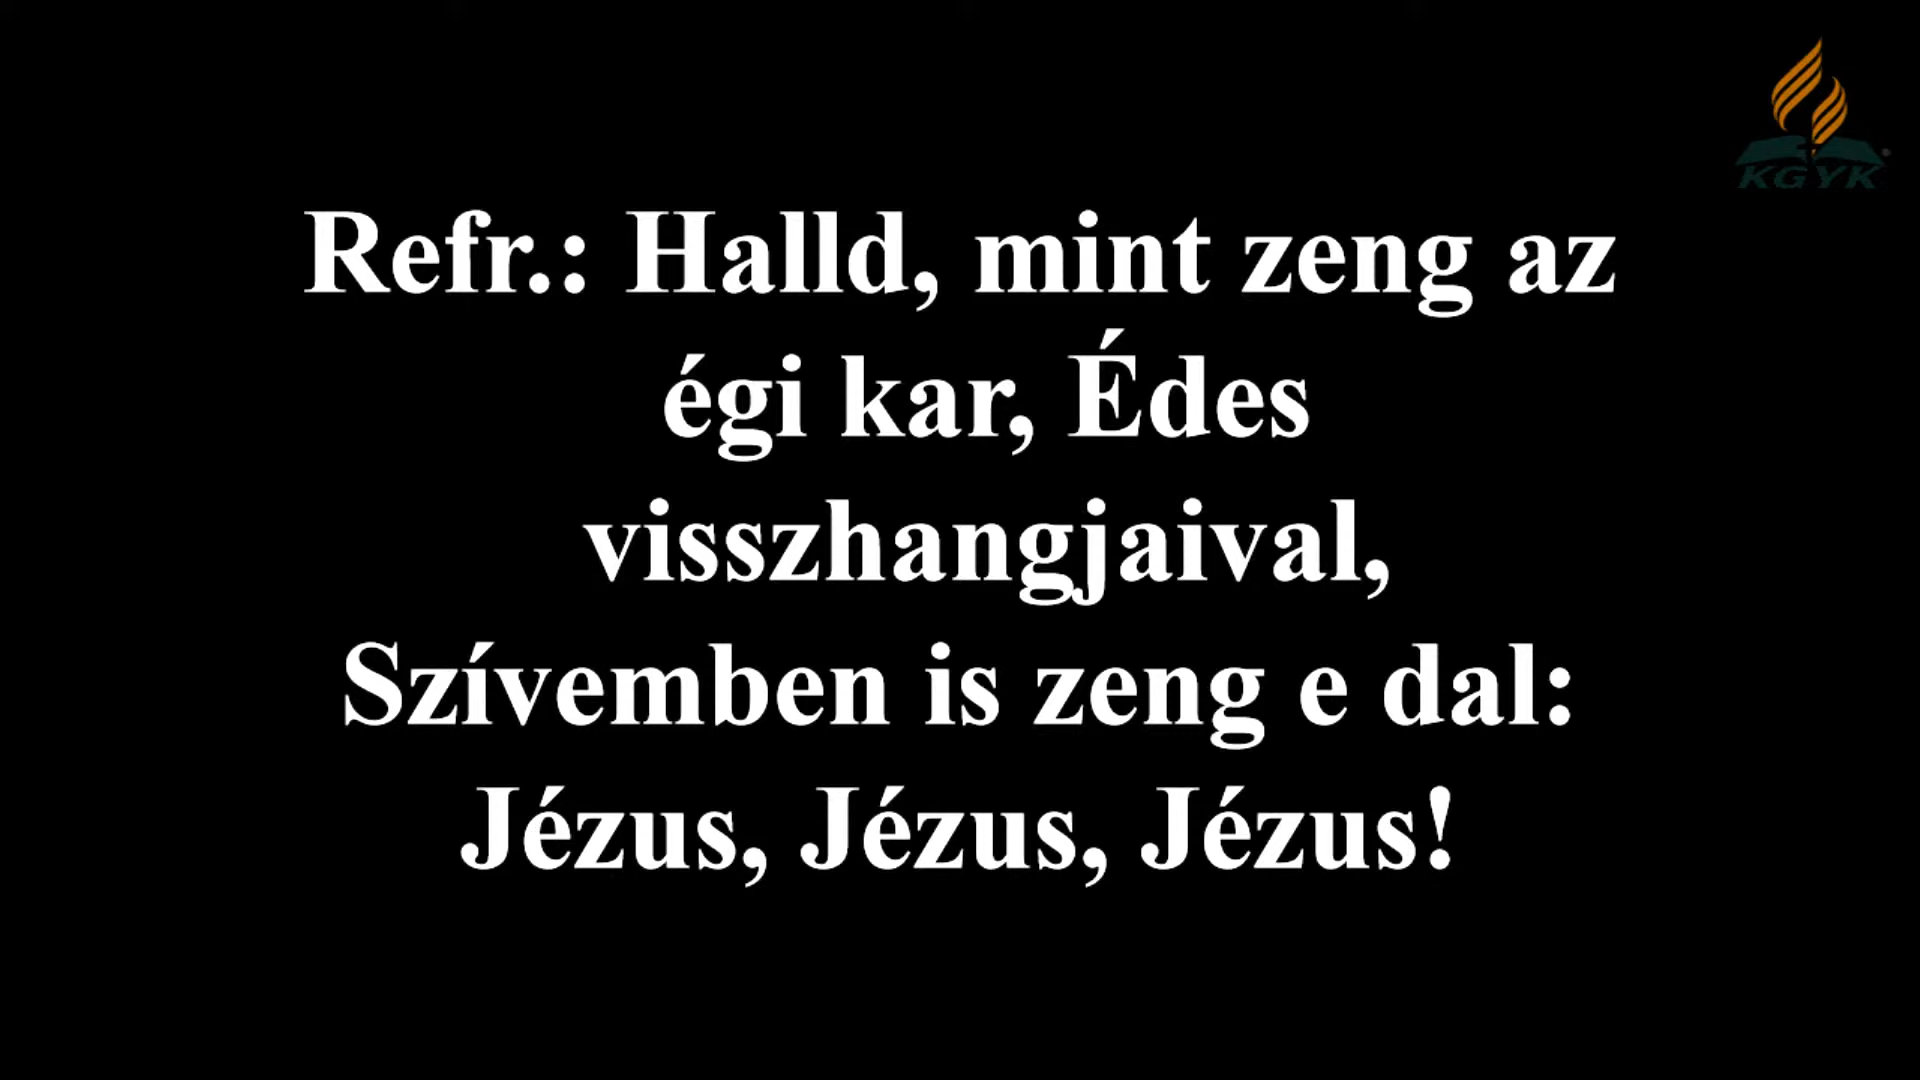 KGYK
Refr.: Halld, mint zeng az
égi kar, Édes
visszhangjaival,
Szívemben is zeng e dal:
Jézus, Jézus, Jézus!